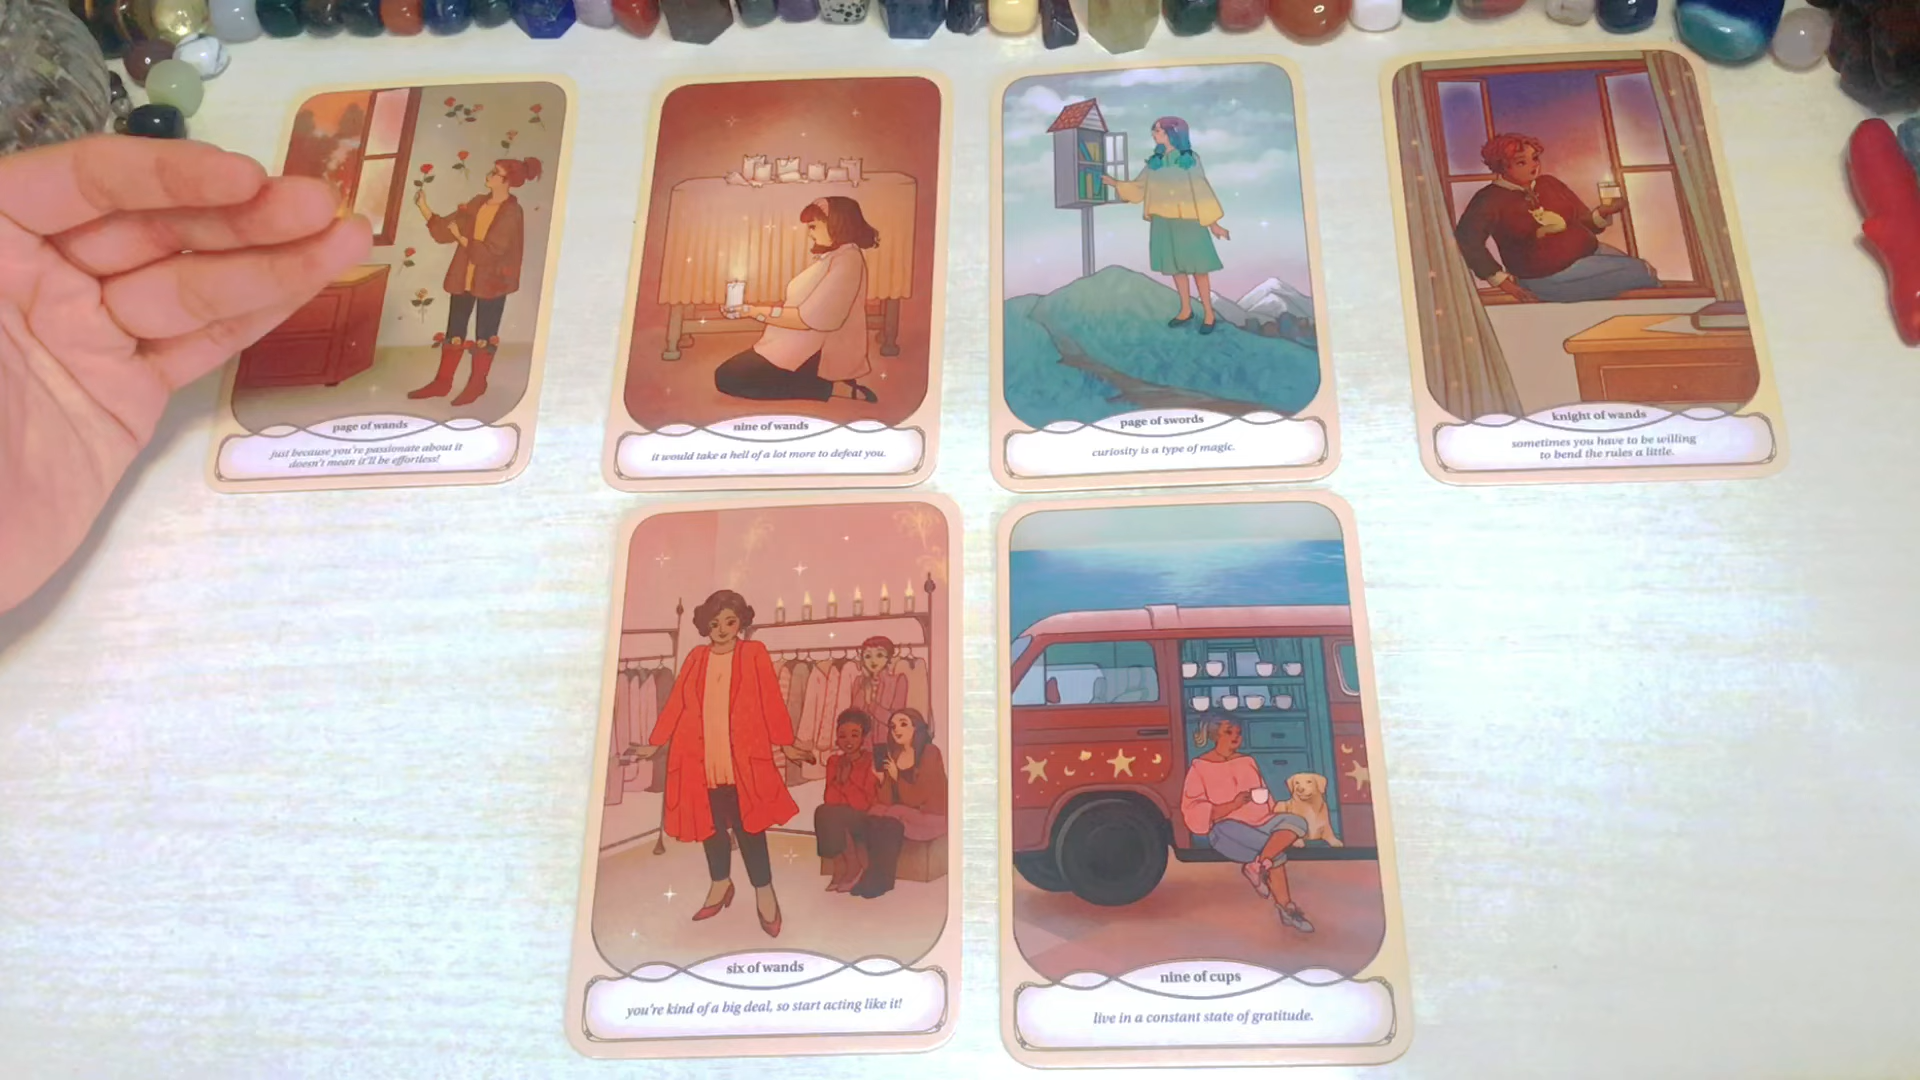 page of wands
just because you're passionate about it
doesn't mean it'll be effortless!
nine of wands
it would take a hell of a lot more to defeat you.
page of swords
curiosity is a type of magic.
knight of wands
sometimes you have to be willing
to bend the rules a little.
six of wands
you're kind of a big deal, so start acting like it!
nine of cups
live in a constant state of gratitude.